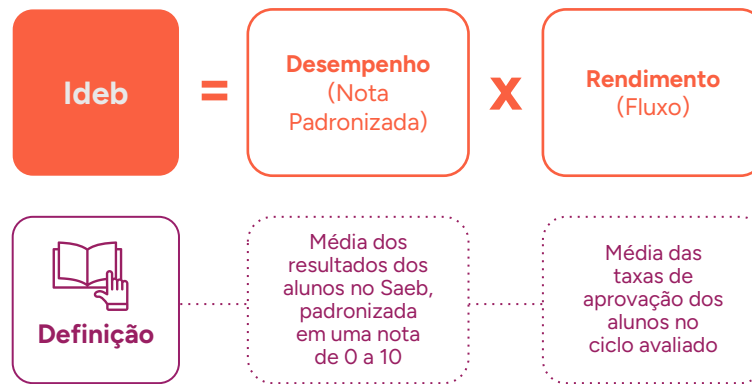 Ideb
=
Desempenho
(Nota
Padronizada)
x
Rendimento
(Fluxo)
Definição
Média dos
resultados dos
alunos no Saeb,
padronizada
em uma nota
de 0 a 10
Média das
taxas de
aprovação dos
alunos no
ciclo avaliado